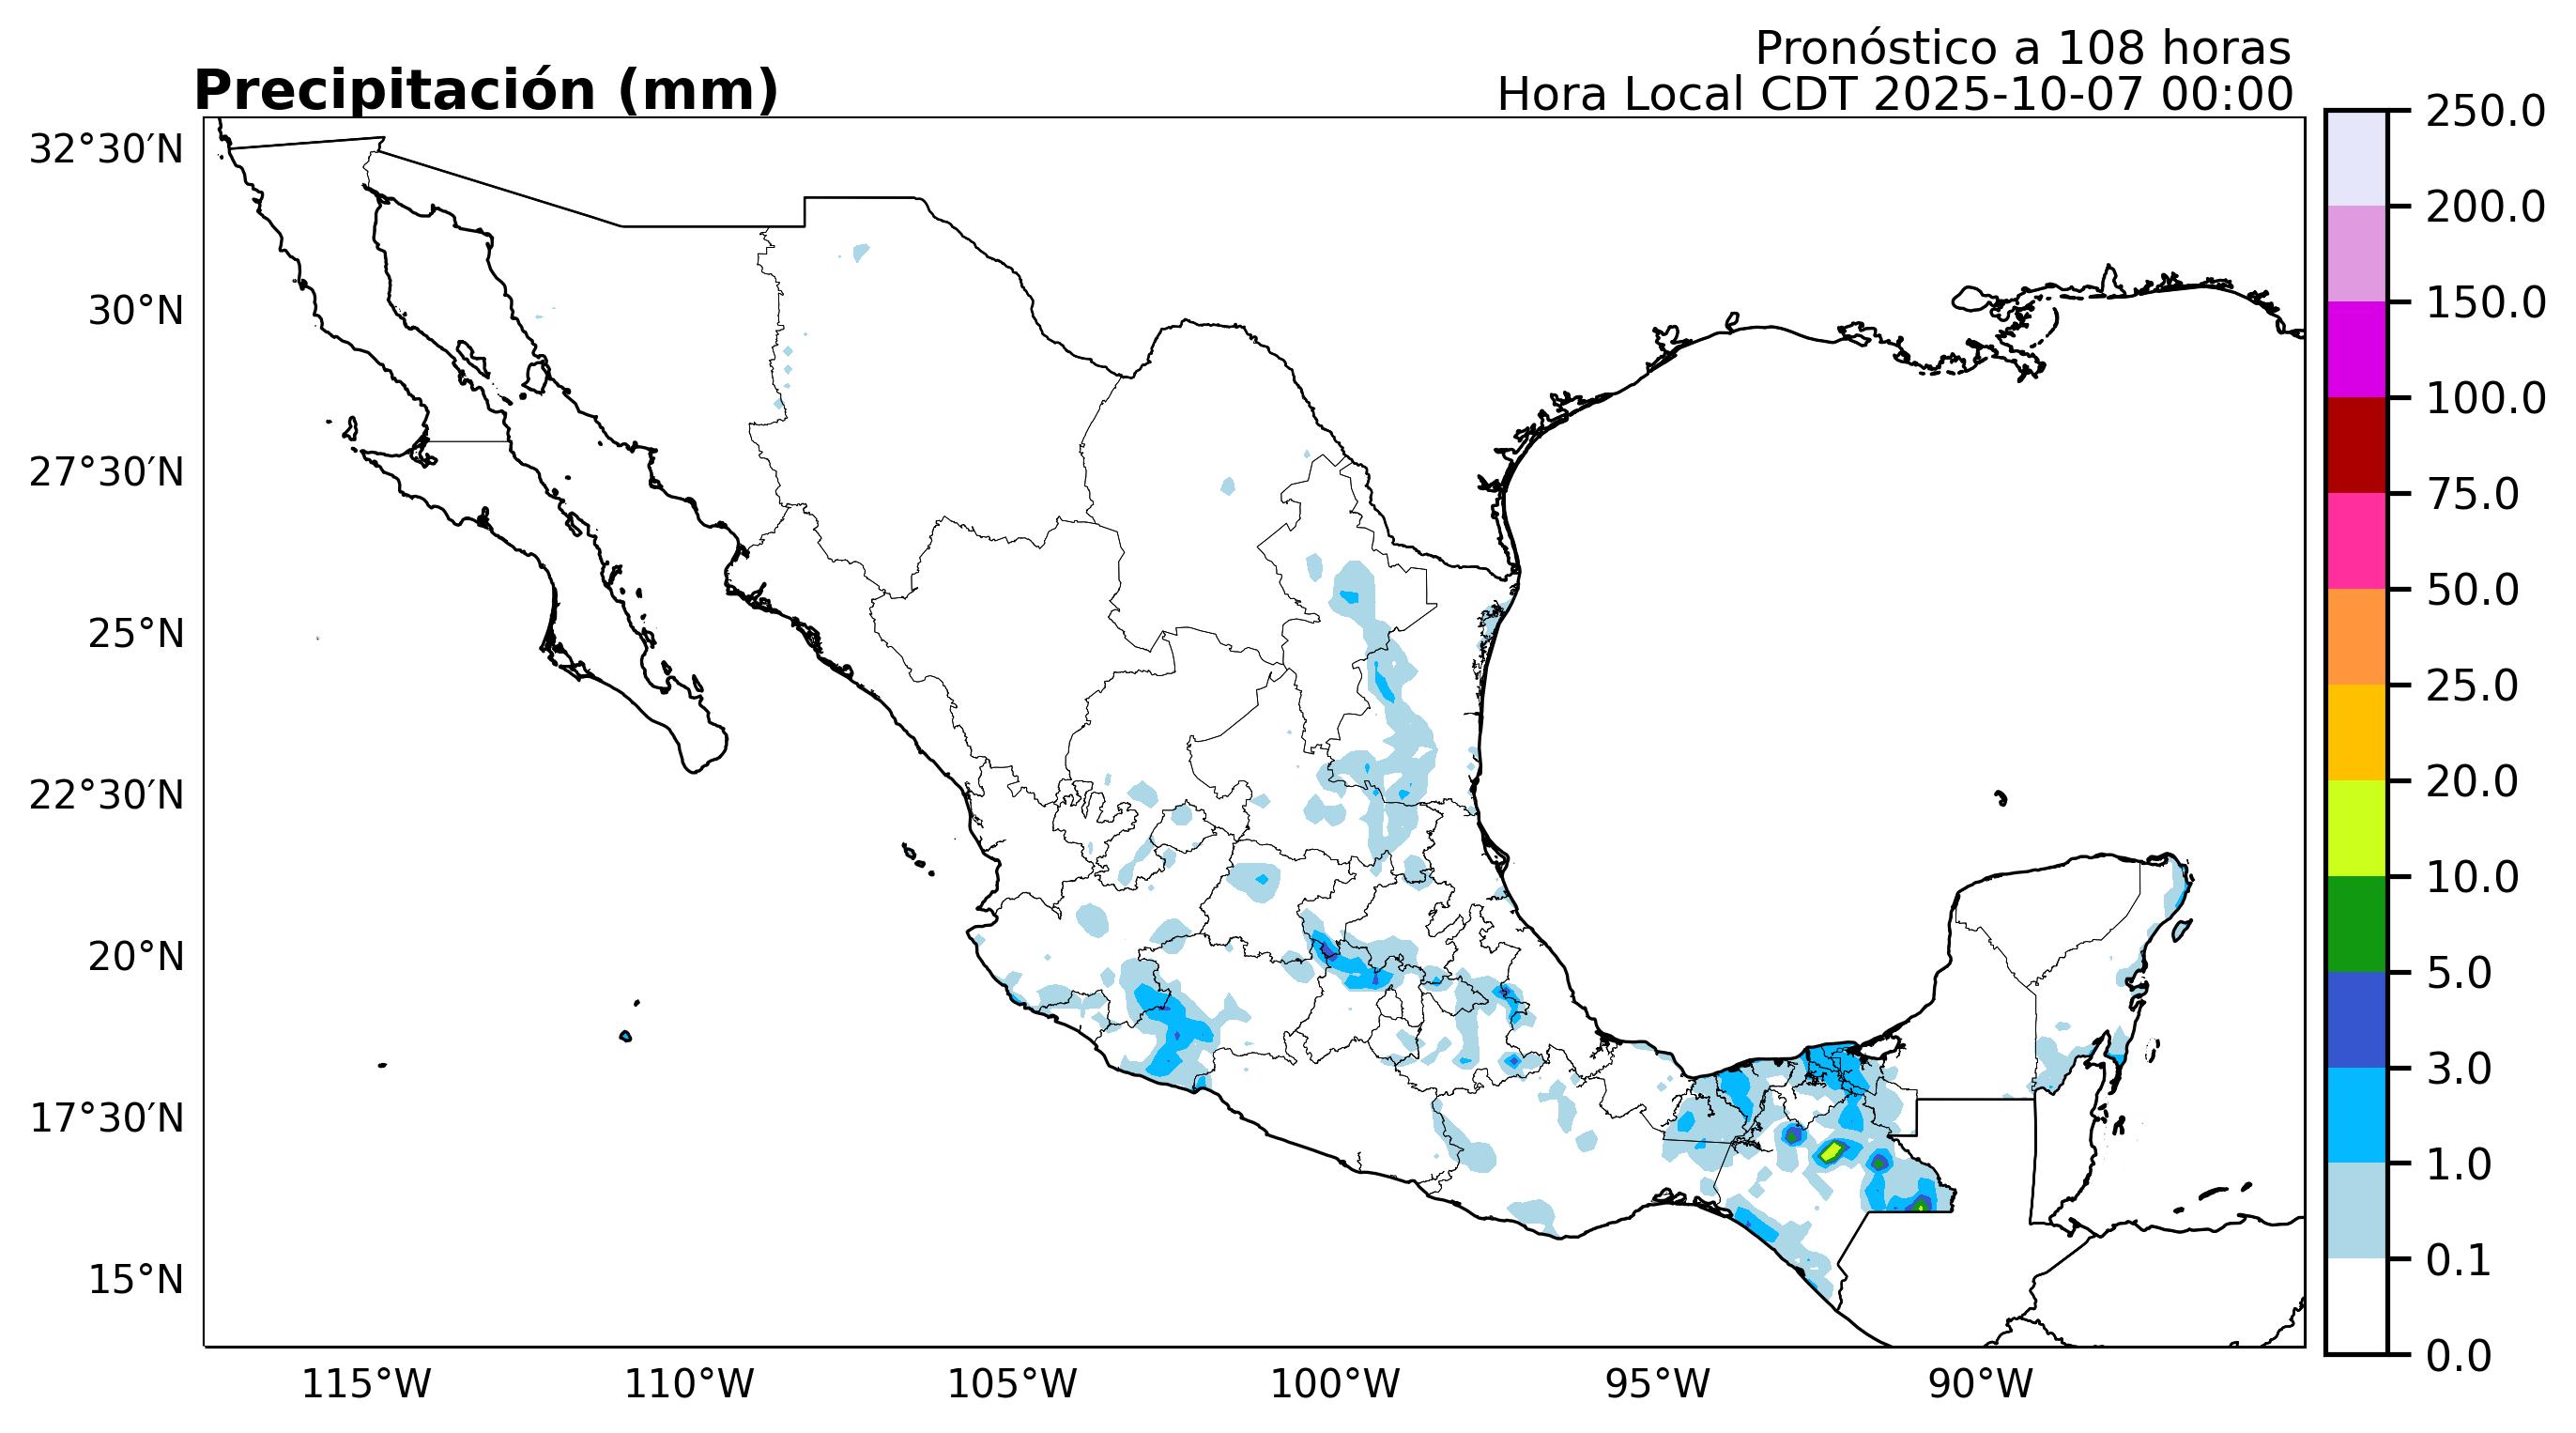 Pronóstico a 108 horas
Precipitación (mm)
Hora Local CDT 2025-10-07 00:00
32°30′N
30°N
27°30′N
25°N
22°30′N
20°N
17°30′N
15°N
115°W
110°W
105°W
100°W
95°W
90°W
250.0
200.0
150.0
100.0
75.0
50.0
25.0
20.0
10.0
5.0
3.0
1.0
0.1
0.0